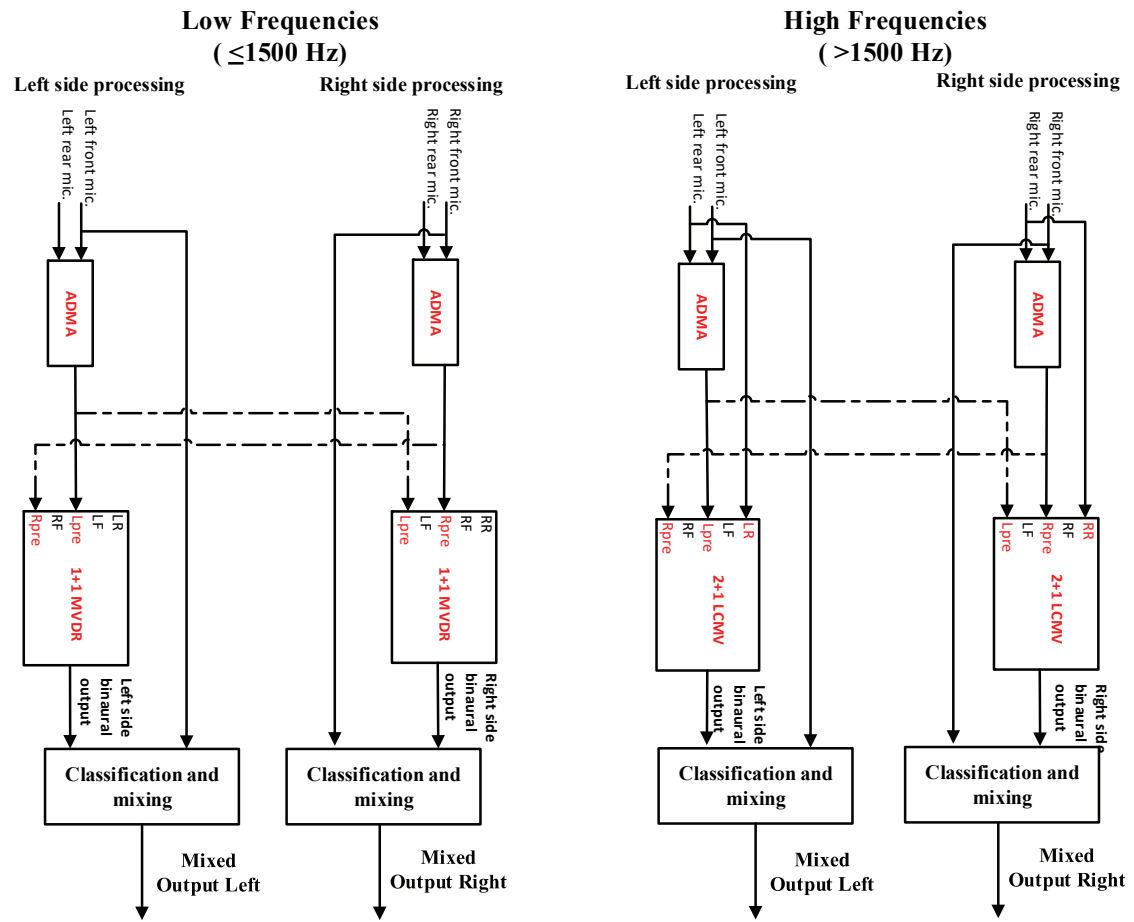 Low Frequencies
( ≤1500 Hz)
Left side processing
Right side processing
Left front mic.
Left rear mic.
Right front mic.
Right rear mic.
ADMA
ADMA
LR
LF
Lpre
RF
Rpre
1+1 MVDR
RR
RF
Rpre
LF
Lpre
1+1 MVDR
Left side
binaural
output
Right side
binaural
output
Classification and
mixing
Classification and
mixing
Mixed
Output Left
Mixed
Output Right
High Frequencies
( >1500 Hz)
Left side processing
Right side processing
Left front mic.
Left rear mic.
Right front mic.
Right rear mic.
ADMA
ADMA
LR
LF
Lpre
RF
Rpre
2+1 LCMV
RR
RF
Rpre
LF
Lpre
2+1 LCMV
Left side
binaural
output
Right side
binaural
output
Classification and
mixing
Classification and
mixing
Mixed
Output Left
Mixed
Output Right